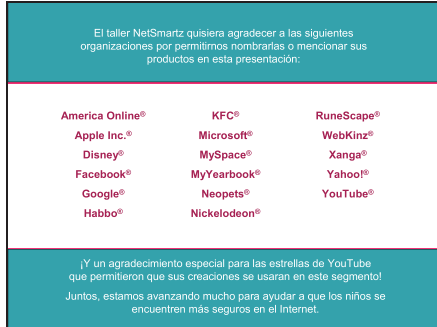 El taller NetSmartz quisiera agradecer a las siguientes
organizaciones por permitirnos nombrarlas o mencionar sus
productos en esta presentación:
America Online®
Apple Inc.®
Disney®
Facebook®
Google®
Habbo®
KFC®
Microsoft®
MySpace®
MyYearbook®
Neopets®
Nickelodeon®
RuneScape®
WebKinz®
Xanga®
Yahoo!®
YouTube®
¡Y un agradecimiento especial para las estrellas de YouTube
que permitieron que sus creaciones se usaran en este segmento!
Juntos, estamos avanzando mucho para ayudar a que los niños se
encuentren más seguros en el Internet.